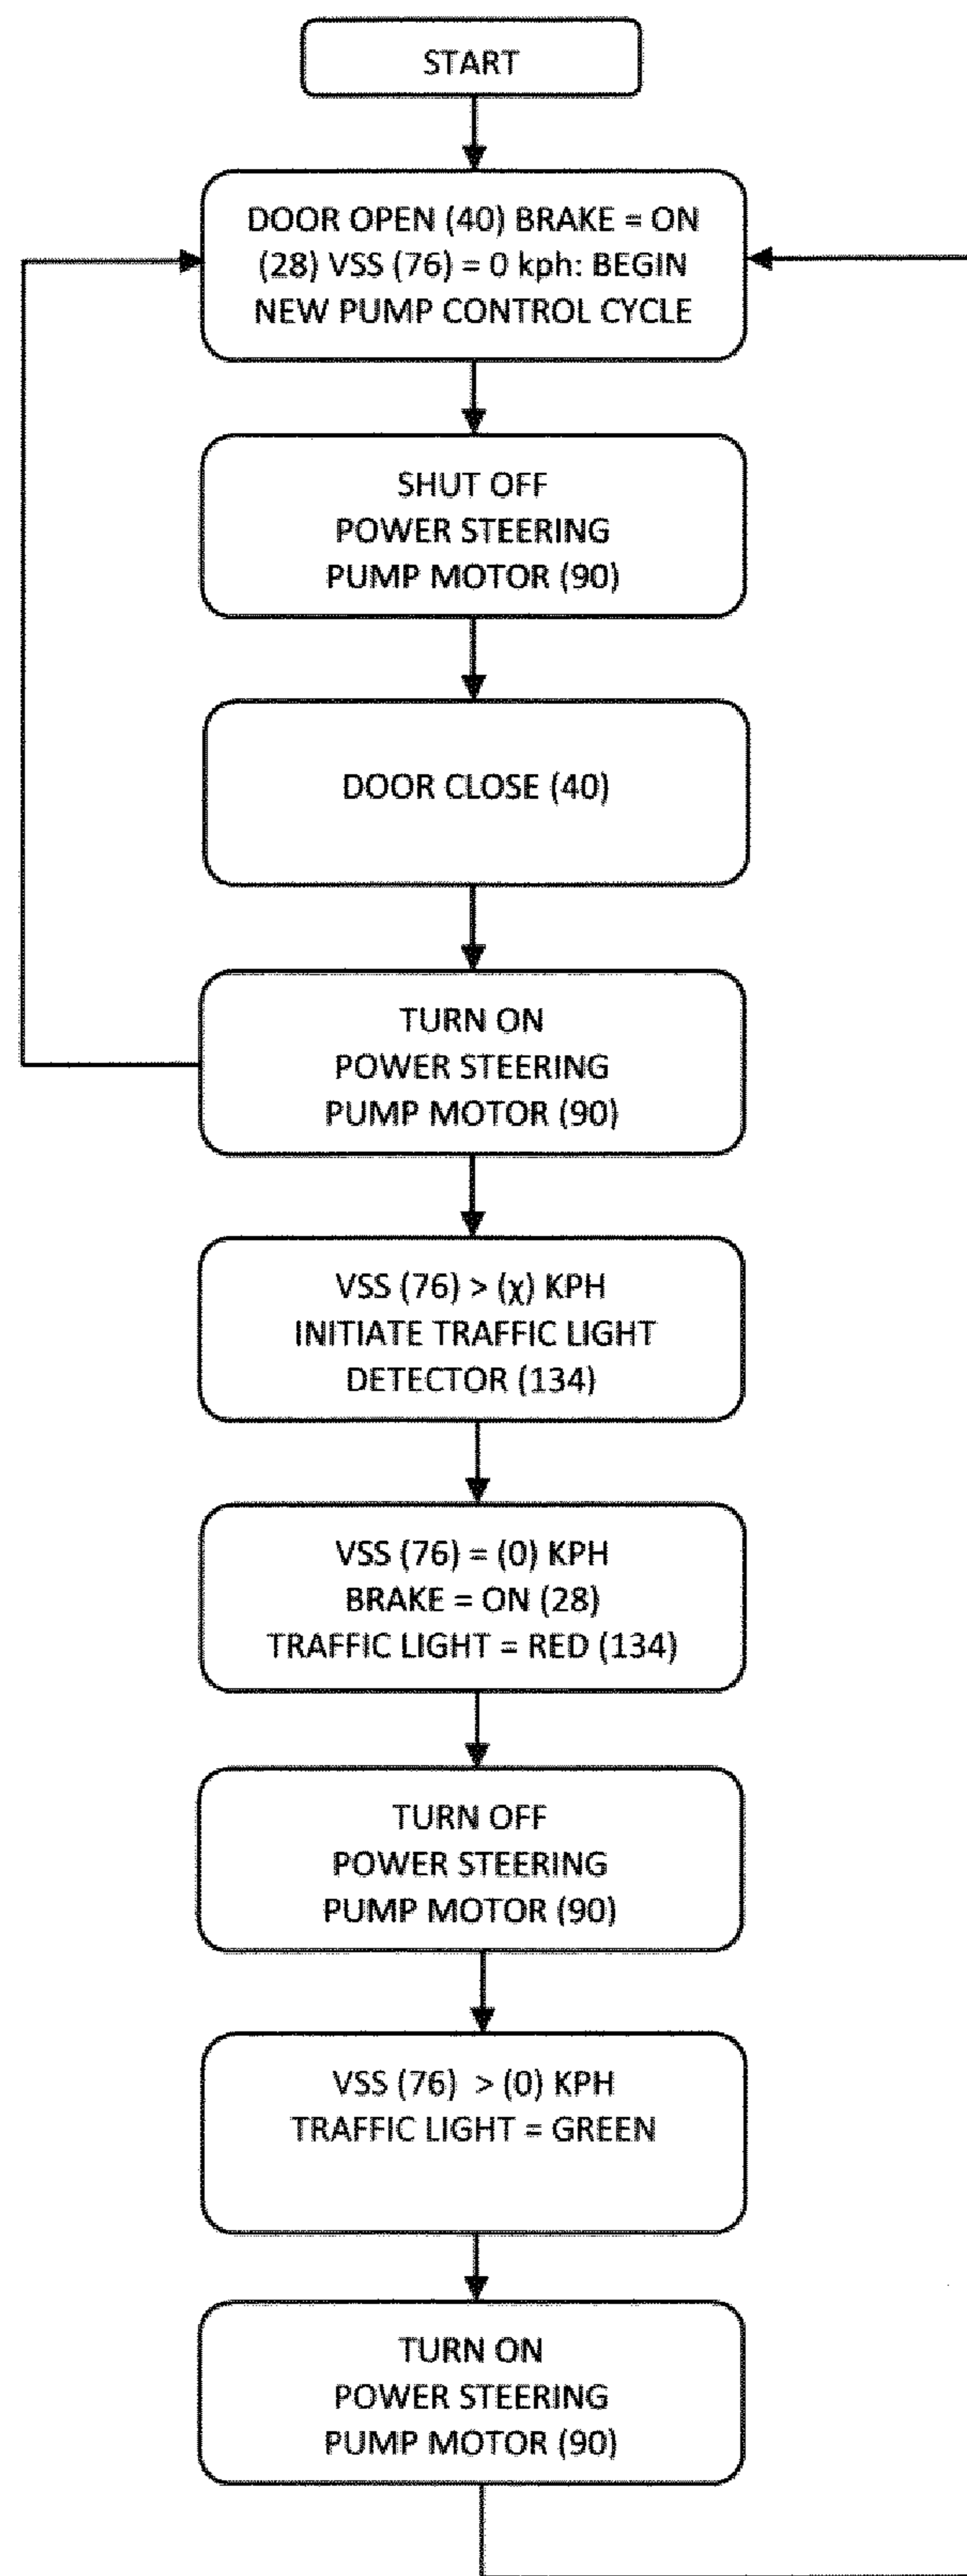 START
DOOR OPEN (40) BRAKE = ON
(28) VSS (76) = 0 kph: BEGIN
NEW PUMP CONTROL CYCLE
SHUT OFF
POWER STEERING
PUMP MOTOR (90)
DOOR CLOSE (40)
TURN ON
POWER STEERING
PUMP MOTOR (90)
VSS (76) > (χ) KPH
INITIATE TRAFFIC LIGHT
DETECTOR (134)
VSS (76) = (0) KPH
BRAKE = ON (28)
TRAFFIC LIGHT = RED (134)
TURN OFF
POWER STEERING
PUMP MOTOR (90)
VSS (76) > (0) KPH
TRAFFIC LIGHT = GREEN
TURN ON
POWER STEERING
PUMP MOTOR (90)